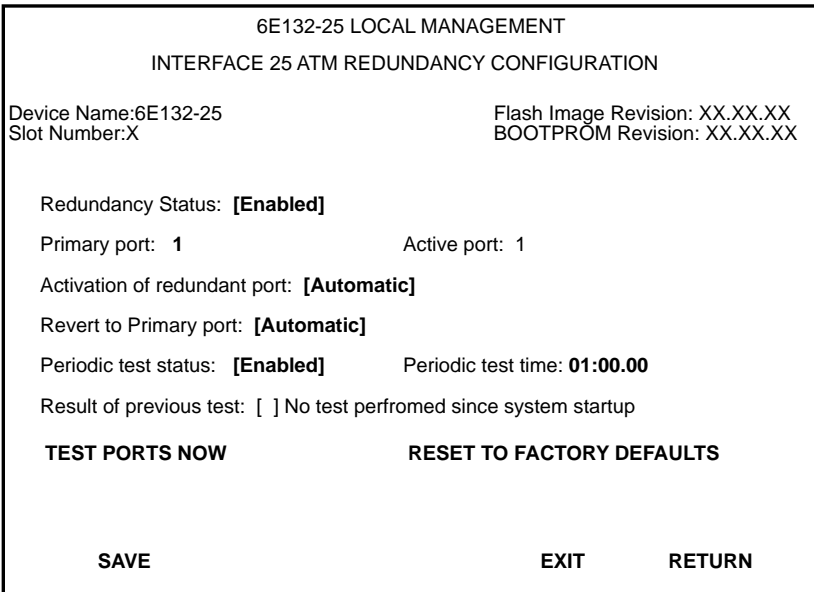 6E132-25 LOCAL MANAGEMENT
INTERFACE 25 ATM REDUNDANCY CONFIGURATION
Device Name:6E132-25 Flash Image Revision: XX.XX.XX
Slot Number:X BOOTPROM Revision: XX.XX.XX
Redundancy Status: [Enabled]
Primary port: 1 Active port: 1
Activation of redundant port: [Automatic]
Revert to Primary port: [Automatic]
Periodic test status: [Enabled] Periodic test time: 01:00.00
Result of previous test: [ ] No test perfromed since system startup
TEST PORTS NOW RESET TO FACTORY DEFAULTS
SAVE EXIT RETURN